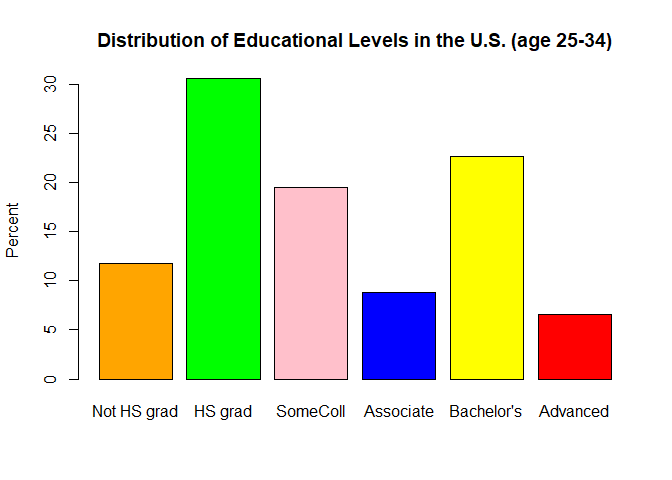 Distribution of Educational Levels in the U.S. (age 25-34)
Percent
30
25
20
15
10
5
0
Not HS grad HS grad SomeColl Associate Bachelor's Advanced